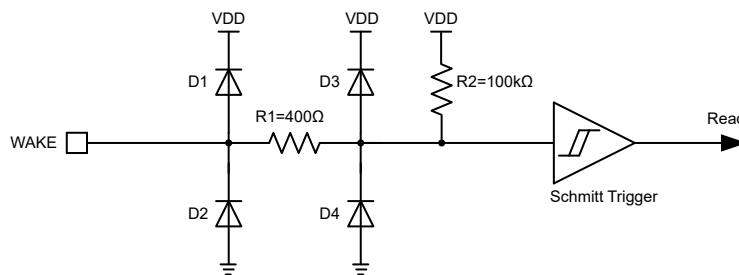 VDD VDD VDD
D1 D3 R2=100kΩ
R1=400Ω
WAKE
D2 D4
Schmitt Trigger